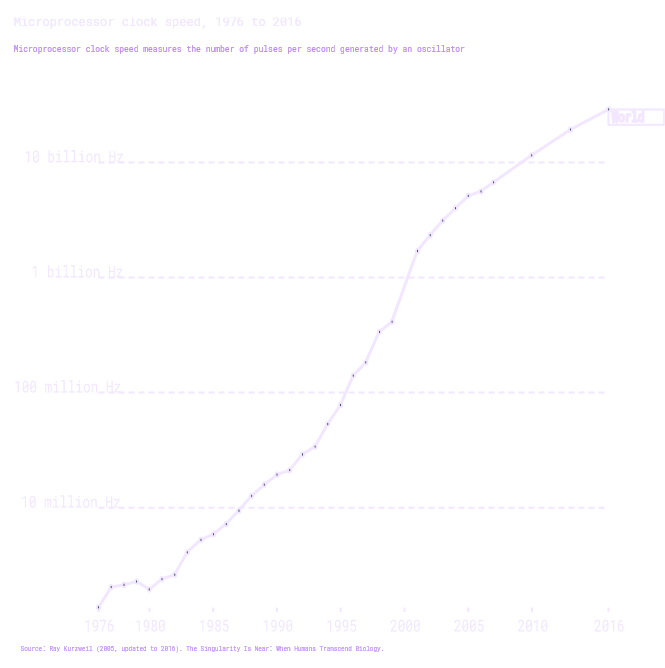 Microprocessor clock speed, 1976 to 2016
Microprocessor clock speed measures the number of pulses per second generated by an oscillator
World
10 billion Hz
1 billion Hz
100 million Hz
10 million Hz
1976 1980 1985 1990 1995 2000 2005 2010 2016
Source: Ray Kurzweil (2005, updated to 2016). The Singularity Is Near: When Humans Transcend Biology.